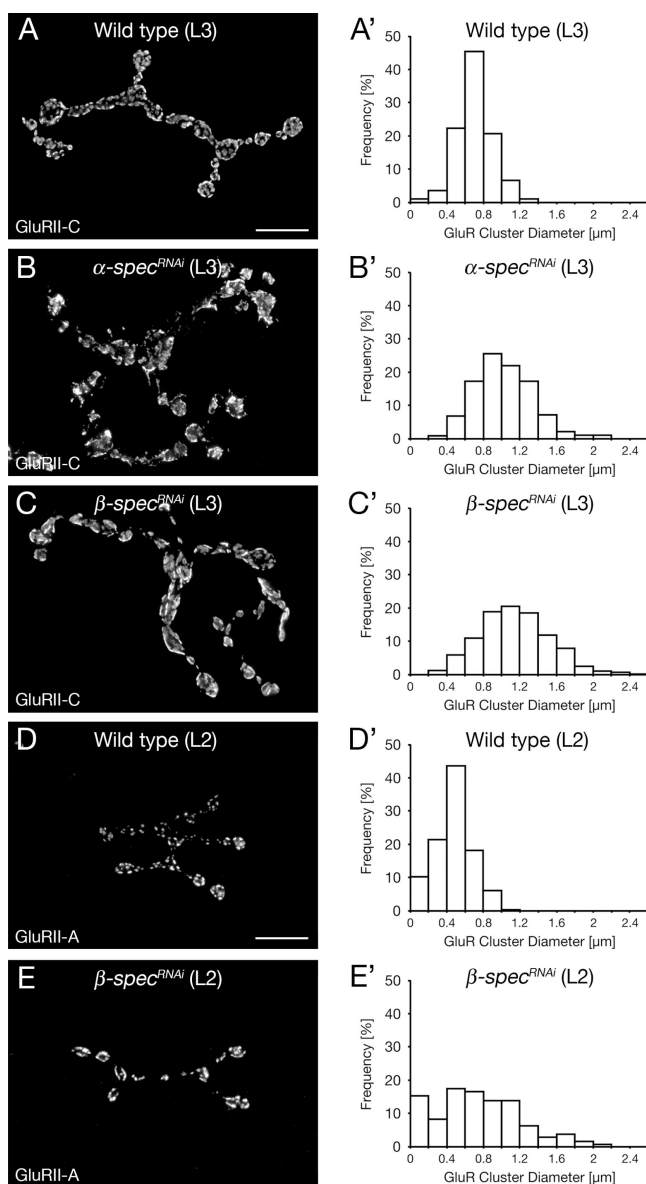 A
Wild type (L3)
GluRII-C
A’
Wild type (L3)
Frequency [%]
50
40
30
20
10
0
0 0.4 0.8 1.2 1.6 2 2.4
GluR Cluster Diameter [µm]
B
α-spec^RNAi (L3)
GluRII-C
B’
α-spec^RNAi (L3)
Frequency [%]
50
40
30
20
10
0
0 0.4 0.8 1.2 1.6 2 2.4
GluR Cluster Diameter [µm]
C
β-spec^RNAi (L3)
GluRII-C
C’
β-spec^RNAi (L3)
Frequency [%]
50
40
30
20
10
0
0 0.4 0.8 1.2 1.6 2 2.4
GluR Cluster Diameter [µm]
D
Wild type (L2)
GluRII-A
D’
Wild type (L2)
Frequency [%]
50
40
30
20
10
0
0 0.4 0.8 1.2 1.6 2 2.4
GluR Cluster Diameter [µm]
E
β-spec^RNAi (L2)
GluRII-A
E’
β-spec^RNAi (L2)
Frequency [%]
50
40
30
20
10
0
0 0.4 0.8 1.2 1.6 2 2.4
GluR Cluster Diameter [µm]